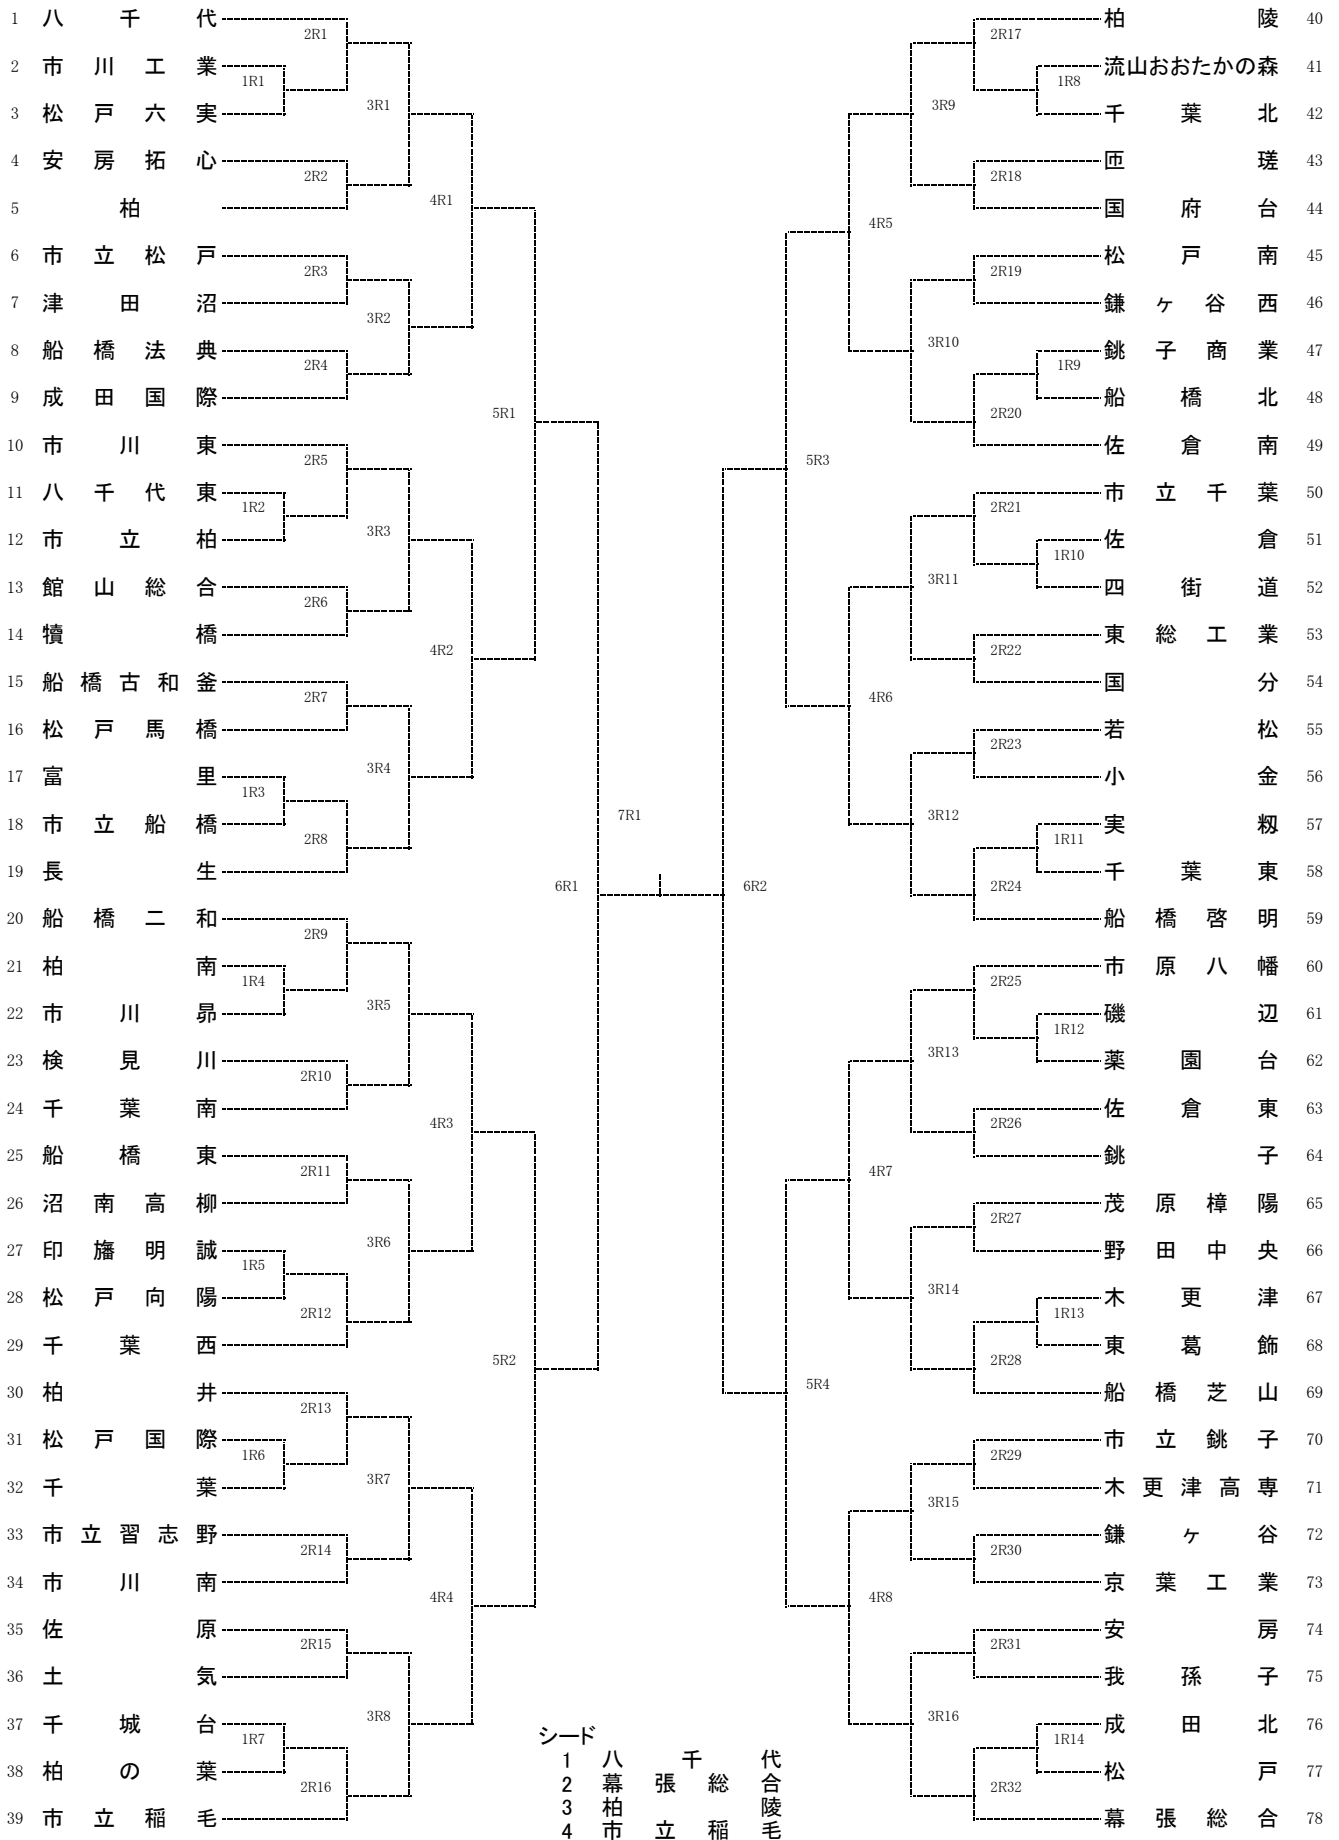 1 八千代
2 市川工業
3 松戸六実
4 安房拓心
5 柏
6 市立松戸
7 津田沼
8 船橋法典
9 成田国際
10 市川東
11 八千代東
12 市立柏
13 館山総合
14 犢橋
15 船橋古和釜
16 松戸馬橋
17 富里
18 市立船橋
19 長生
20 船橋二和
21 柏南
22 市川昴
23 検見川
24 千葉南
25 船橋東
26 沼南高柳
27 印旛明誠
28 松戸向陽
29 千葉西
30 柏井
31 松戸国際
32 千葉
33 市立習志野
34 市川南
35 佐原
36 土気
37 千城台
38 柏の葉
39 市立稲毛
1R1
1R2
1R3
1R4
1R5
1R6
1R7
2R1
2R2
2R3
2R4
2R5
2R6
2R7
2R8
2R9
2R10
2R11
2R12
2R13
2R14
2R15
2R16
3R1
3R2
3R3
3R4
3R5
3R6
3R7
3R8
4R1
4R2
4R3
4R4
5R1
5R2
6R1
7R1
6R2
5R3
5R4
4R5
4R6
4R7
4R8
3R9
3R10
3R11
3R12
3R13
3R14
3R15
3R16
2R17
2R18
2R19
2R20
2R21
2R22
2R23
2R24
2R25
2R26
2R27
2R28
2R29
2R30
2R31
2R32
1R8
1R9
1R10
1R11
1R12
1R13
1R14
柏陵 40
流山おおたかの森 41
千葉北 42
匝瑳 43
国府台 44
松戸南 45
鎌ヶ谷西 46
銚子商業 47
船橋北 48
佐倉南 49
市立千葉 50
佐倉 51
四街道 52
東総工業 53
国分 54
若松 55
小金 56
実籾 57
千葉東 58
船橋啓明 59
市原八幡 60
磯辺 61
薬園台 62
佐倉東 63
銚子 64
茂原樟陽 65
野田中央 66
木更津 67
東葛飾 68
船橋芝山 69
市立銚子 70
木更津高専 71
鎌ヶ谷 72
京葉工業 73
安房 74
我孫子 75
成田北 76
松戸 77
幕張総合 78
シード
1 八千代
2 幕張総合
3 柏陵
4 市立稲毛